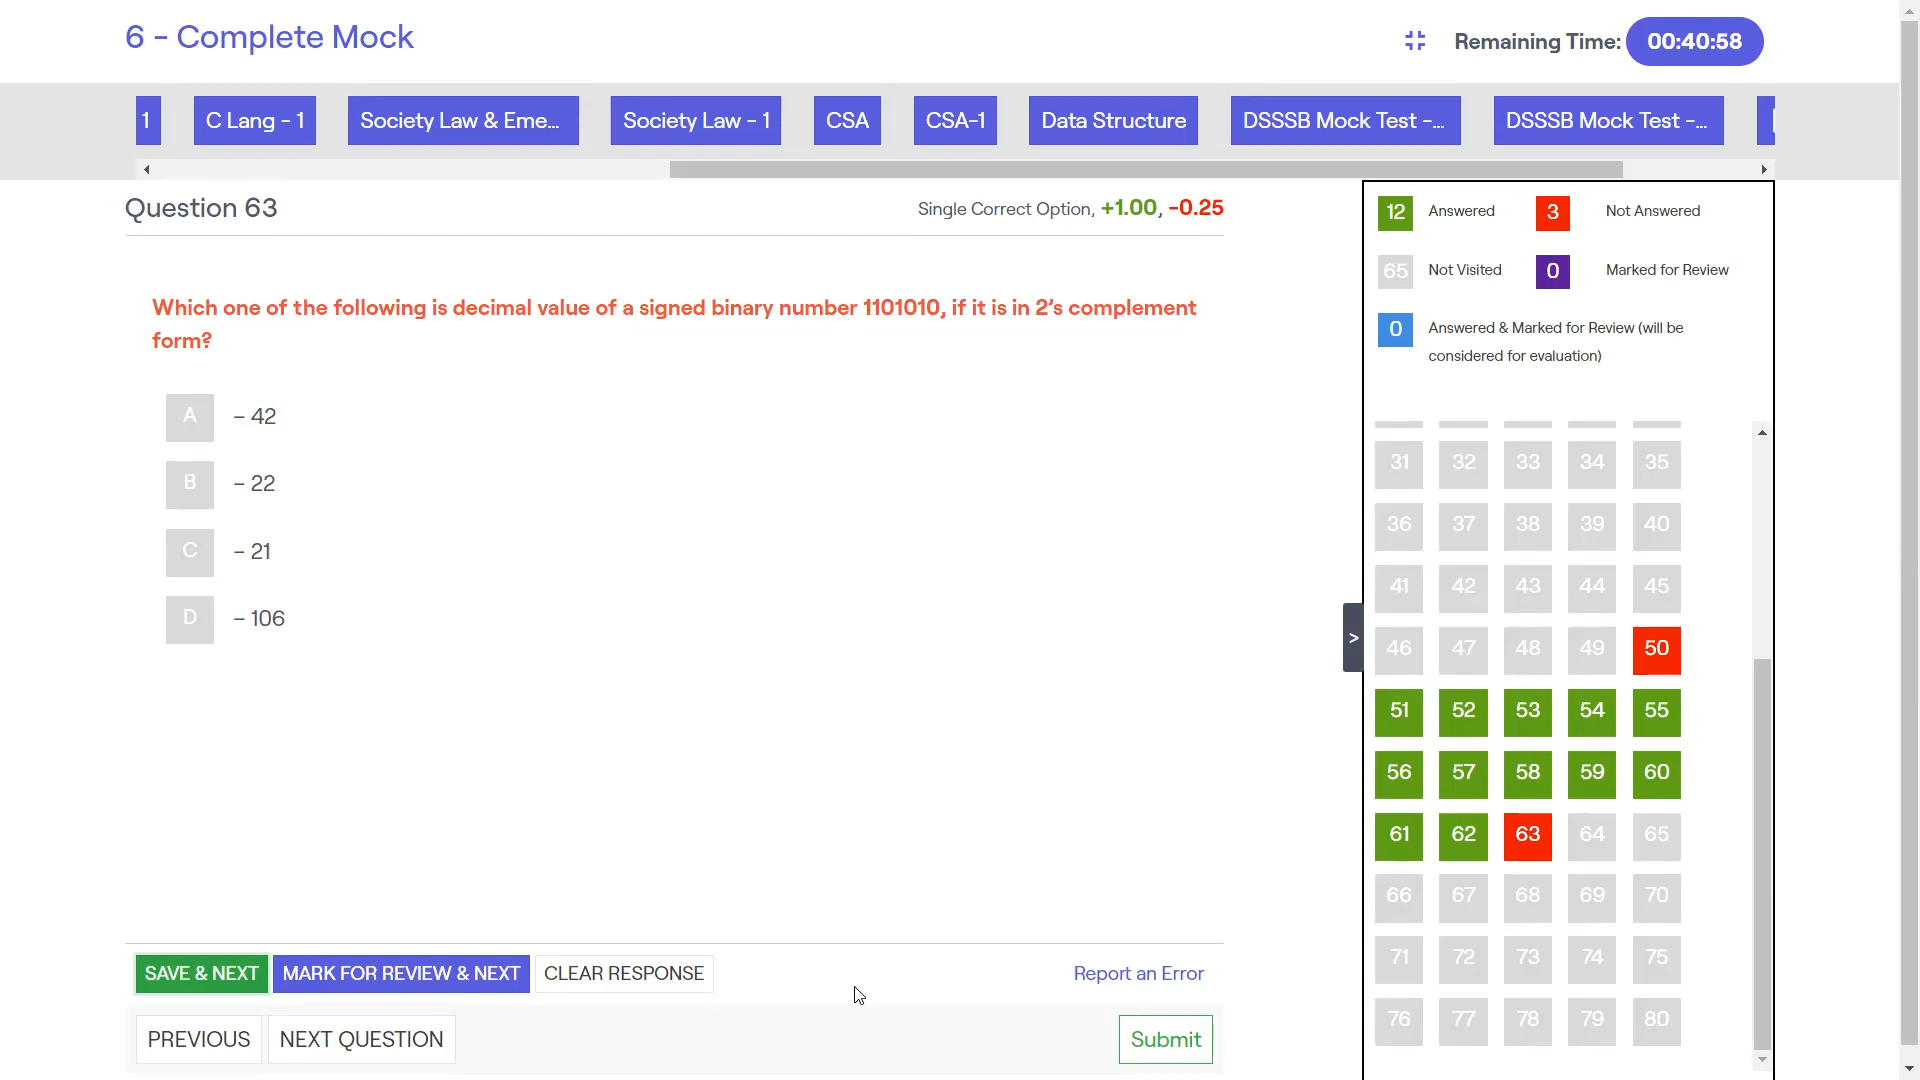 6 - Complete Mock
Remaining Time: 00:40:58
1 C Lang - 1 Society Law & Eme... Society Law - 1 CSA CSA-1 Data Structure DSSSB Mock Test -... DSSSB Mock Test -...
Question 63
Single Correct Option, +1.00, -0.25
Which one of the following is decimal value of a signed binary number 1101010, if it is in 2's complement
form?
A - 42
B - 22
C - 21
D - 106
SAVE & NEXT MARK FOR REVIEW & NEXT CLEAR RESPONSE Report an Error
PREVIOUS NEXT QUESTION Submit
12 Answered 3 Not Answered
65 Not Visited 0 Marked for Review
0 Answered & Marked for Review (will be
considered for evaluation)
>
31 32 33 34 35
36 37 38 39 40
41 42 43 44 45
46 47 48 49 50
51 52 53 54 55
56 57 58 59 60
61 62 63 64 65
66 67 68 69 70
71 72 73 74 75
76 77 78 79 80